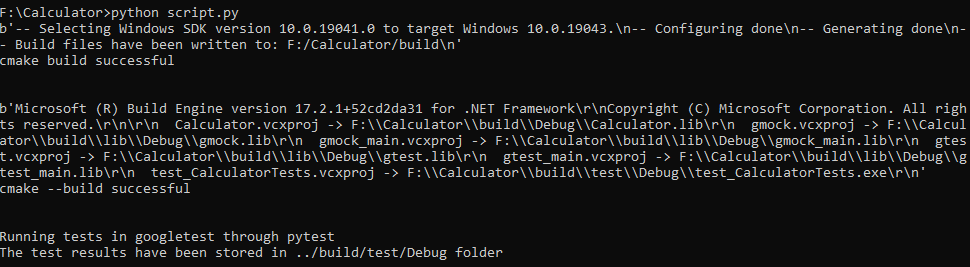 F:\Calculator>python script.py
b'-- Selecting Windows SDK version 10.0.19041.0 to target Windows 10.0.19043.\n-- Configuring done\n-- Generating done\n-
- Build files have been written to: F:/Calculator/build\n'
cmake build successful
b'Microsoft (R) Build Engine version 17.2.1+52cd2da31 for .NET Framework\r\nCopyright (C) Microsoft Corporation. All righ
ts reserved.\r\n\r\n  Calculator.vcxproj -> F:\\Calculator\\build\\Debug\\Calculator.lib\r\n  gmock.vcxproj -> F:\\Calcul
ator\\build\\lib\\Debug\\gmock.lib\r\n  gmock_main.vcxproj -> F:\\Calculator\\build\\lib\\Debug\\gmock_main.lib\r\n  gtes
t.vcxproj -> F:\\Calculator\\build\\lib\\Debug\\gtest.lib\r\n  gtest_main.vcxproj -> F:\\Calculator\\build\\lib\\Debug\\g
test_main.lib\r\n  test_CalculatorTests.vcxproj -> F:\\Calculator\\build\\test\\Debug\\test_CalculatorTests.exe\r\n'
cmake --build successful
Running tests in googletest through pytest
The test results have been stored in ../build/test/Debug folder